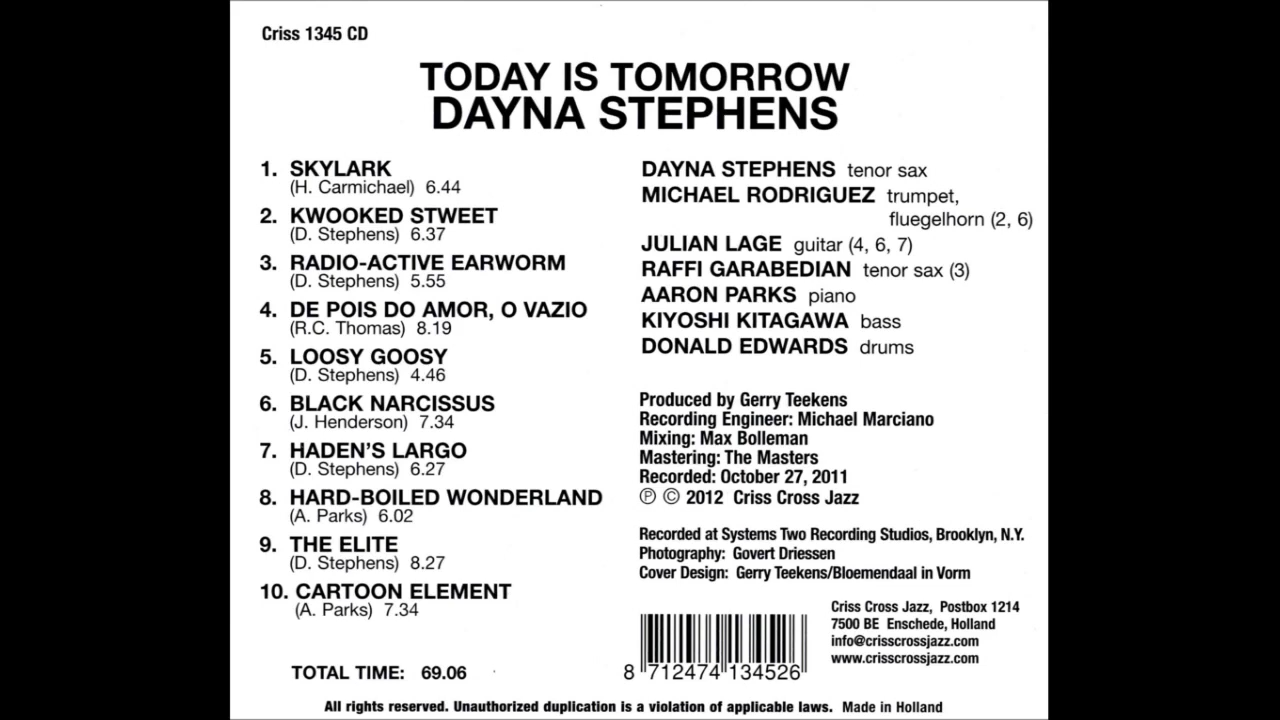 Criss 1345 CD
TODAY IS TOMORROW
DAYNA STEPHENS
1. SKYLARK
(H. Carmichael) 6.44
2. KWOOKED STWEET
(D. Stephens) 6.37
3. RADIO-ACTIVE EARWORM
(D. Stephens) 5.55
4. DE POIS DO AMOR, O VAZIO
(R.C. Thomas) 8.19
5. LOOSY GOOSY
(D. Stephens) 4.46
6. BLACK NARCISSUS
(J. Henderson) 7.34
7. HADEN'S LARGO
(D. Stephens) 6.27
8. HARD-BOILED WONDERLAND
(A. Parks) 6.02
9. THE ELITE
(D. Stephens) 8.27
10. CARTOON ELEMENT
(A. Parks) 7.34
TOTAL TIME: 69.06
DAYNA STEPHENS tenor sax
MICHAEL RODRIGUEZ trumpet,
fluegelhorn (2, 6)
JULIAN LAGE guitar (4, 6, 7)
RAFFI GARABEDIAN tenor sax (3)
AARON PARKS piano
KIYOSHI KITAGAWA bass
DONALD EDWARDS drums
Produced by Gerry Teekens
Recording Engineer: Michael Marciano
Mixing: Max Bolleman
Mastering: The Masters
Recorded: October 27, 2011
℗ © 2012 Criss Cross Jazz
Recorded at Systems Two Recording Studios, Brooklyn, N.Y.
Photography: Govert Driessen
Cover Design: Gerry Teekens/Bloemendaal in Vorm
Criss Cross Jazz, Postbox 1214
7500 BE Enschede, Holland
info@crisscrossjazz.com
www.crisscrossjazz.com
8 712474 134526
All rights reserved. Unauthorized duplication is a violation of applicable laws. Made in Holland